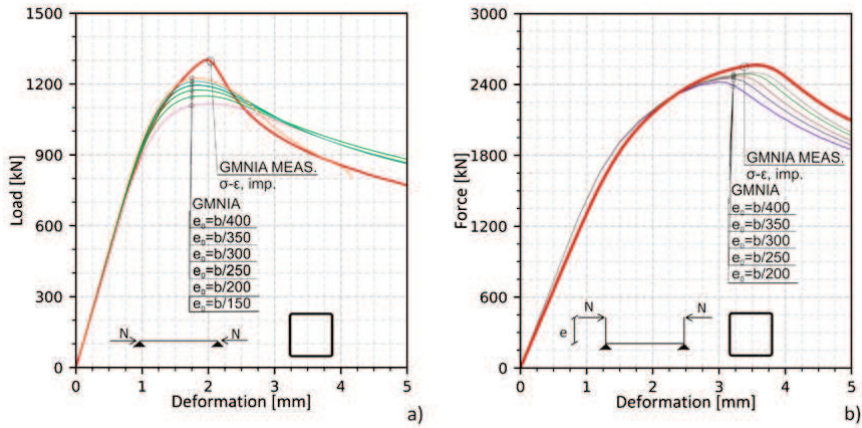 1500
1200
900
600
300
0
Load [kN]
GMNIA MEAS.
σ-ε, imp.
GMNIA
e₀=b/400
e₀=b/350
e₀=b/300
e₀=b/250
e₀=b/200
e₀=b/150
N
N
0 1 2 3 4 5
Deformation [mm]
a)
3000
2400
1800
1200
600
0
Force [kN]
GMNIA MEAS.
σ-ε, imp.
GMNIA
e₀=b/400
e₀=b/350
e₀=b/300
e₀=b/250
e₀=b/200
N
N
e
0 1 2 3 4 5
Deformation [mm]
b)